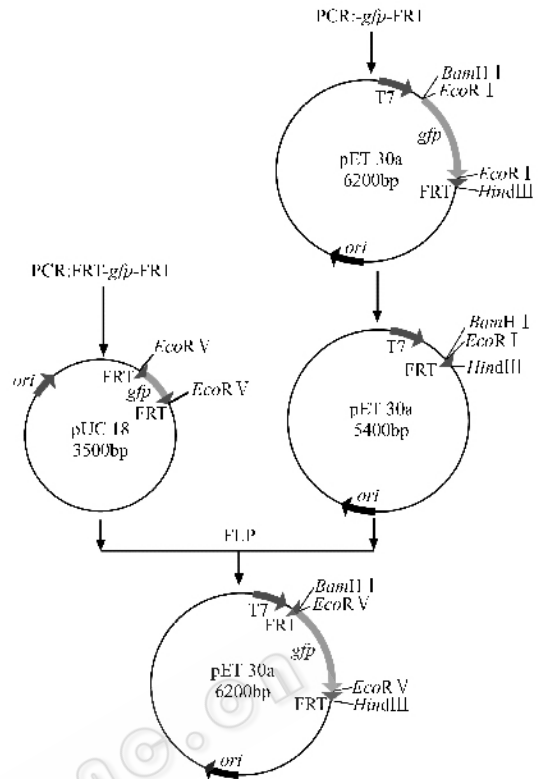 PCR:-gfp-FRT
BamH I
EcoR I
T7
gfp
pET 30a
6200bp
EcoR I
FRT
HindIII
ori
PCR:FRT-gfp-FRT
EcoR V
ori
FRT
gfp
EcoR V
FRT
pUC 18
3500bp
BamH I
T7
EcoR I
FRT
HindIII
pET 30a
5400bp
ori
FLP
BamH I
T7
EcoR V
FRT
gfp
pET 30a
6200bp
EcoR V
FRT
HindIII
ori